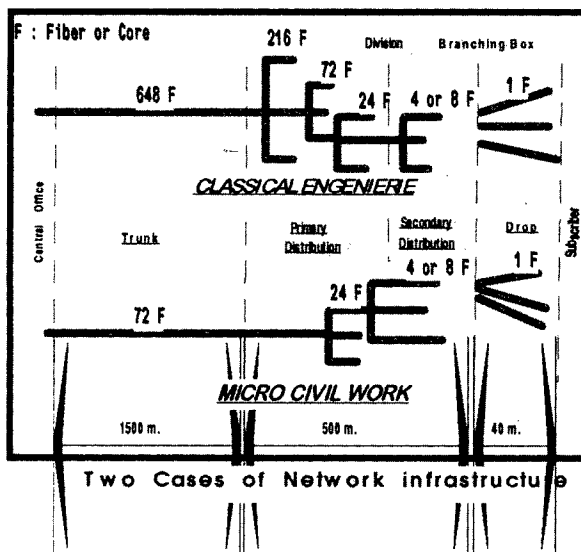 F : Fiber or Core
216 F
Division
Branching Box
72 F
648 F
24 F
4 or 8 F
1 F
CLASSICAL ENGENIERIE
Central Office
Trunk
Primary Distribution
Secondary Distribution
Drop
Subscriber
4 or 8 F
1 F
24 F
72 F
MICRO CIVIL WORK
1500 m.
500 m.
40 m.
Two Cases of Network infrastructure